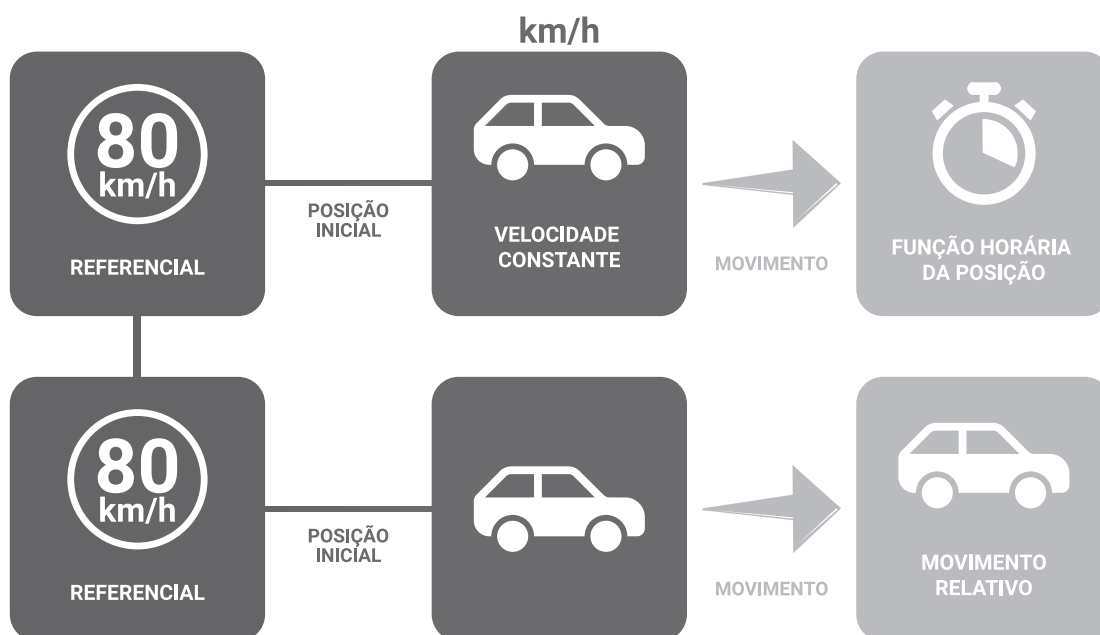 km/h
80
km/h
REFERENCIAL
POSIÇÃO
INICIAL
VELOCIDADE
CONSTANTE
MOVIMENTO
FUNÇÃO HORÁRIA
DA POSIÇÃO
80
km/h
REFERENCIAL
POSIÇÃO
INICIAL
MOVIMENTO
MOVIMENTO
RELATIVO